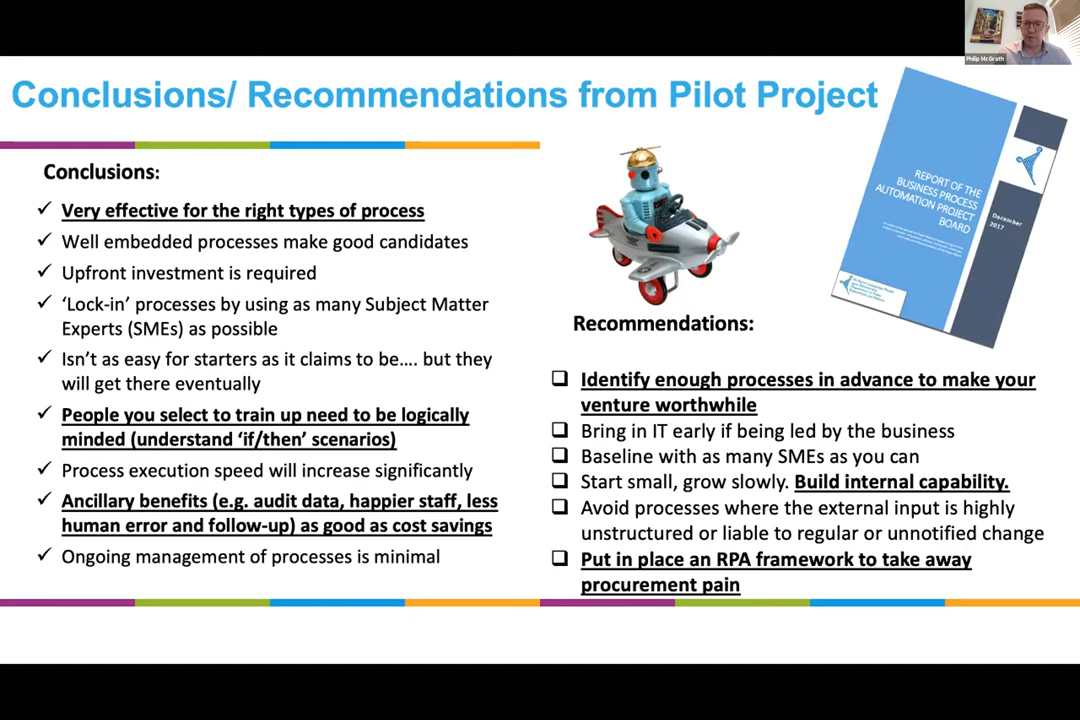 Philip McGrath
Conclusions/ Recommendations from Pilot Project
Conclusions:
✓ Very effective for the right types of process
✓ Well embedded processes make good candidates
✓ Upfront investment is required
✓ ‘Lock-in’ processes by using as many Subject Matter
Experts (SMEs) as possible
✓ Isn’t as easy for starters as it claims to be…. but they
will get there eventually
✓ People you select to train up need to be logically
minded (understand ‘if/then’ scenarios)
✓ Process execution speed will increase significantly
✓ Ancillary benefits (e.g. audit data, happier staff, less
human error and follow-up) as good as cost savings
✓ Ongoing management of processes is minimal
REPORT OF THE
BUSINESS PROCESS
AUTOMATION PROJECT
BOARD
December
2017
Recommendations:
❑ Identify enough processes in advance to make your
venture worthwhile
❑ Bring in IT early if being led by the business
❑ Baseline with as many SMEs as you can
❑ Start small, grow slowly. Build internal capability.
❑ Avoid processes where the external input is highly
unstructured or liable to regular or unnotified change
❑ Put in place an RPA framework to take away
procurement pain